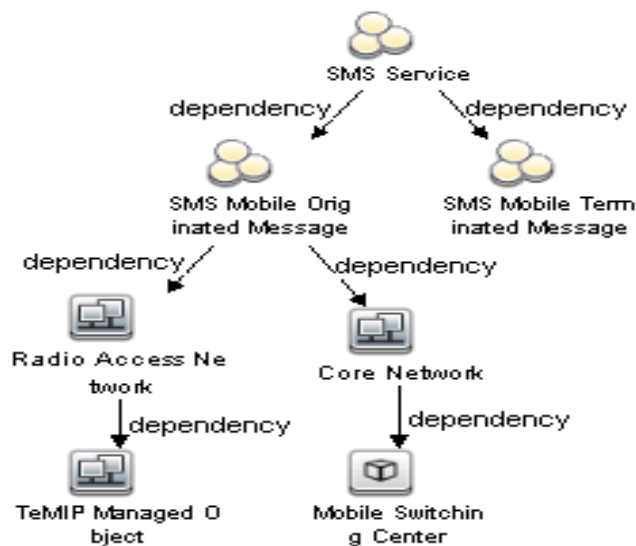 SMS Service
dependency
dependency
SMS Mobile Orig
inated Message
SMS Mobile Term
inated Message
dependency
dependency
Radio Access Ne
twork
Core Network
dependency
dependency
TeMIP Managed O
bject
Mobile Switchin
g Center